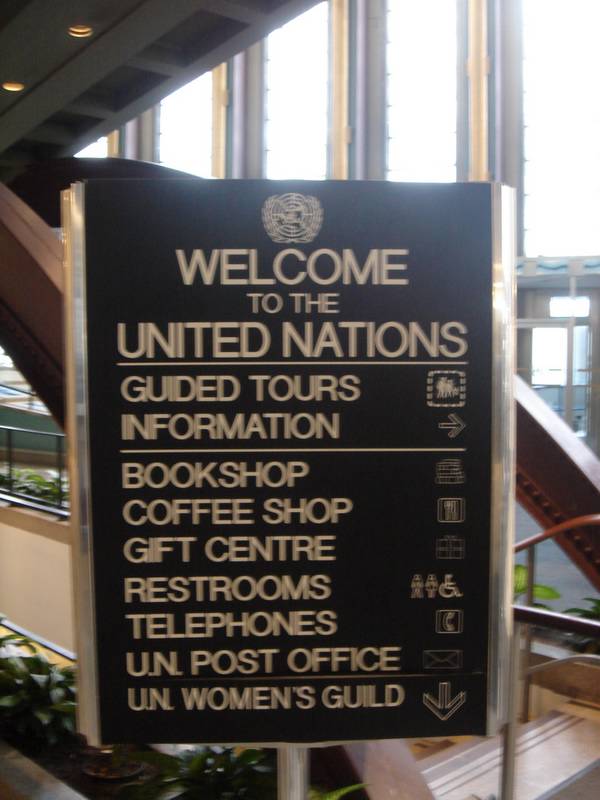 WELCOME
TO THE
UNITED NATIONS
GUIDED TOURS
INFORMATION
BOOKSHOP
COFFEE SHOP
GIFT CENTRE
RESTROOMS
TELEPHONES
U.N. POST OFFICE
U.N. WOMEN'S GUILD